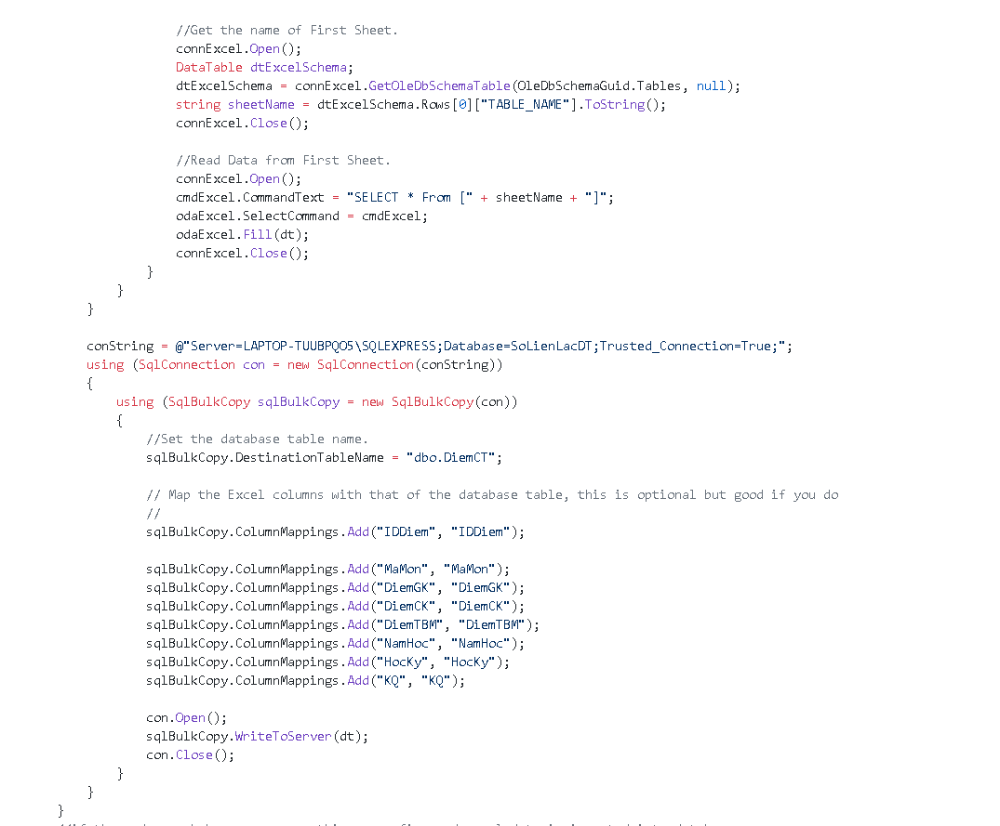 //Get the name of First Sheet.
connExcel.Open();
DataTable dtExcelSchema;
dtExcelSchema = connExcel.GetOleDbSchemaTable(OleDbSchemaGuid.Tables, null);
string sheetName = dtExcelSchema.Rows[0]["TABLE_NAME"].ToString();
connExcel.Close();
//Read Data from First Sheet.
connExcel.Open();
cmdExcel.CommandText = "SELECT * From [" + sheetName + "]";
odaExcel.SelectCommand = cmdExcel;
odaExcel.Fill(dt);
connExcel.Close();
}
}
}
conString = @"Server=LAPTOP-TUUBPQO5\SQLEXPRESS;Database=SoLienLacDT;Trusted_Connection=True;";
using (SqlConnection con = new SqlConnection(conString))
{
using (SqlBulkCopy sqlBulkCopy = new SqlBulkCopy(con))
{
//Set the database table name.
sqlBulkCopy.DestinationTableName = "dbo.DiemCT";
// Map the Excel columns with that of the database table, this is optional but good if you do
//
sqlBulkCopy.ColumnMappings.Add("IDDiem", "IDDiem");
sqlBulkCopy.ColumnMappings.Add("MaMon", "MaMon");
sqlBulkCopy.ColumnMappings.Add("DiemGK", "DiemGK");
sqlBulkCopy.ColumnMappings.Add("DiemCK", "DiemCK");
sqlBulkCopy.ColumnMappings.Add("DiemTBM", "DiemTBM");
sqlBulkCopy.ColumnMappings.Add("NamHoc", "NamHoc");
sqlBulkCopy.ColumnMappings.Add("HocKy", "HocKy");
sqlBulkCopy.ColumnMappings.Add("KQ", "KQ");
con.Open();
sqlBulkCopy.WriteToServer(dt);
con.Close();
}
}
}